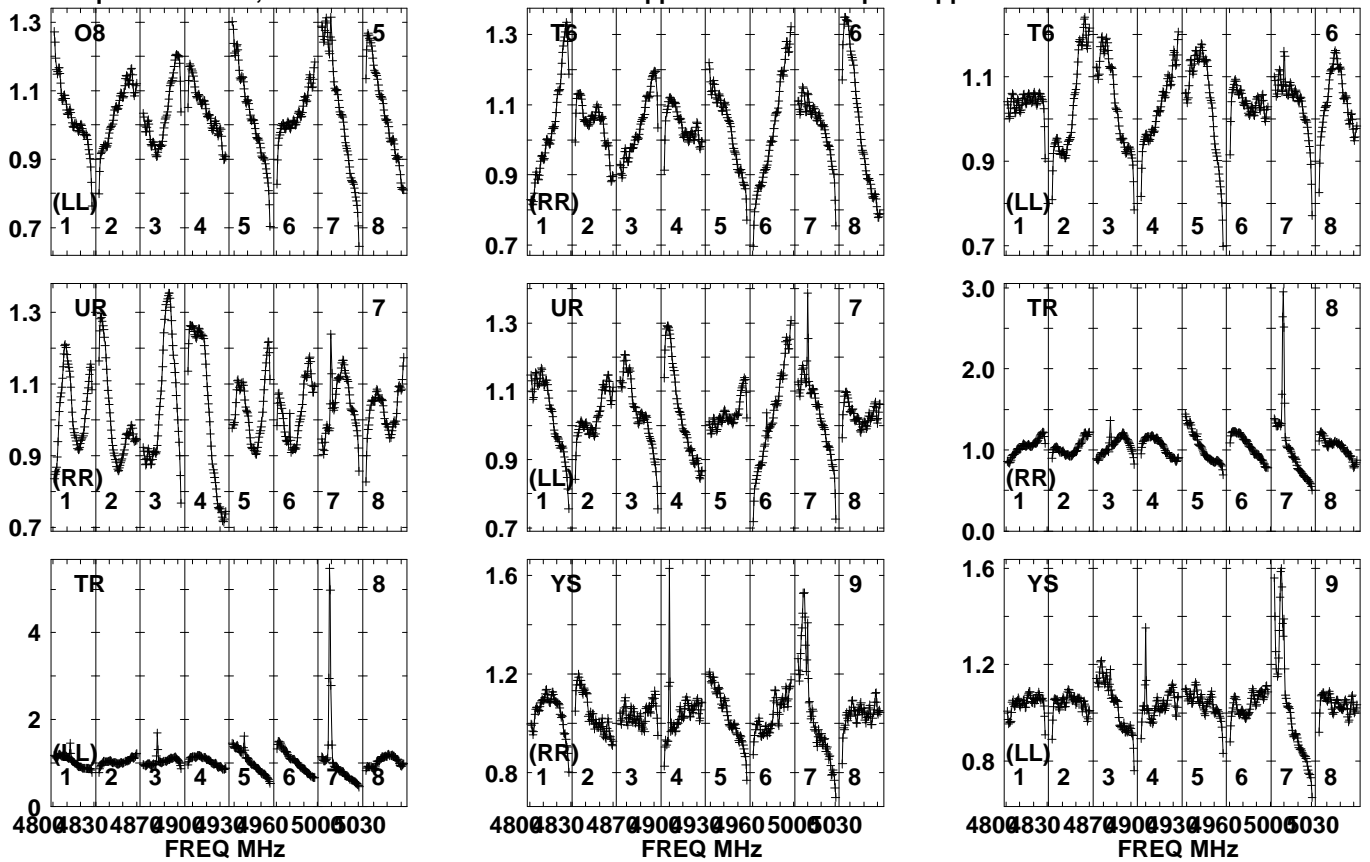 1.3 O8 5 T6 6 T6 6
1.1 1.3 1.1
0.9 1.1 0.9
(LL) 0.9 (RR) (LL)
1 2 3 4 5 6 7 8 1 2 3 4 5 6 7 8 1 2 3 4 5 6 7 8
0.7 0.7 0.7
UR 7 UR 7 TR 8
1.3 1.3 3.0
1.1 1.1 2.0
0.9 0.9 1.0
(RR) (LL) (RR)
1 2 3 4 5 6 7 8 1 2 3 4 5 6 7 8 1 2 3 4 5 6 7 8
0.7 0.7 0.0
TR 8 YS 9 YS 9
4 1.6 1.6
2 1.2 1.2
(LL) (RR) (LL)
1 2 3 4 5 6 7 8 1 2 3 4 5 6 7 8 1 2 3 4 5 6 7 8
0 0.8 0.8
4800 4830 4870 4900 4930 4960 5000 5030 4800 4830 4870 4900 4930 4960 5000 5030 4800 4830 4870 4900 4930 4960 5000 5030
FREQ MHz FREQ MHz FREQ MHz